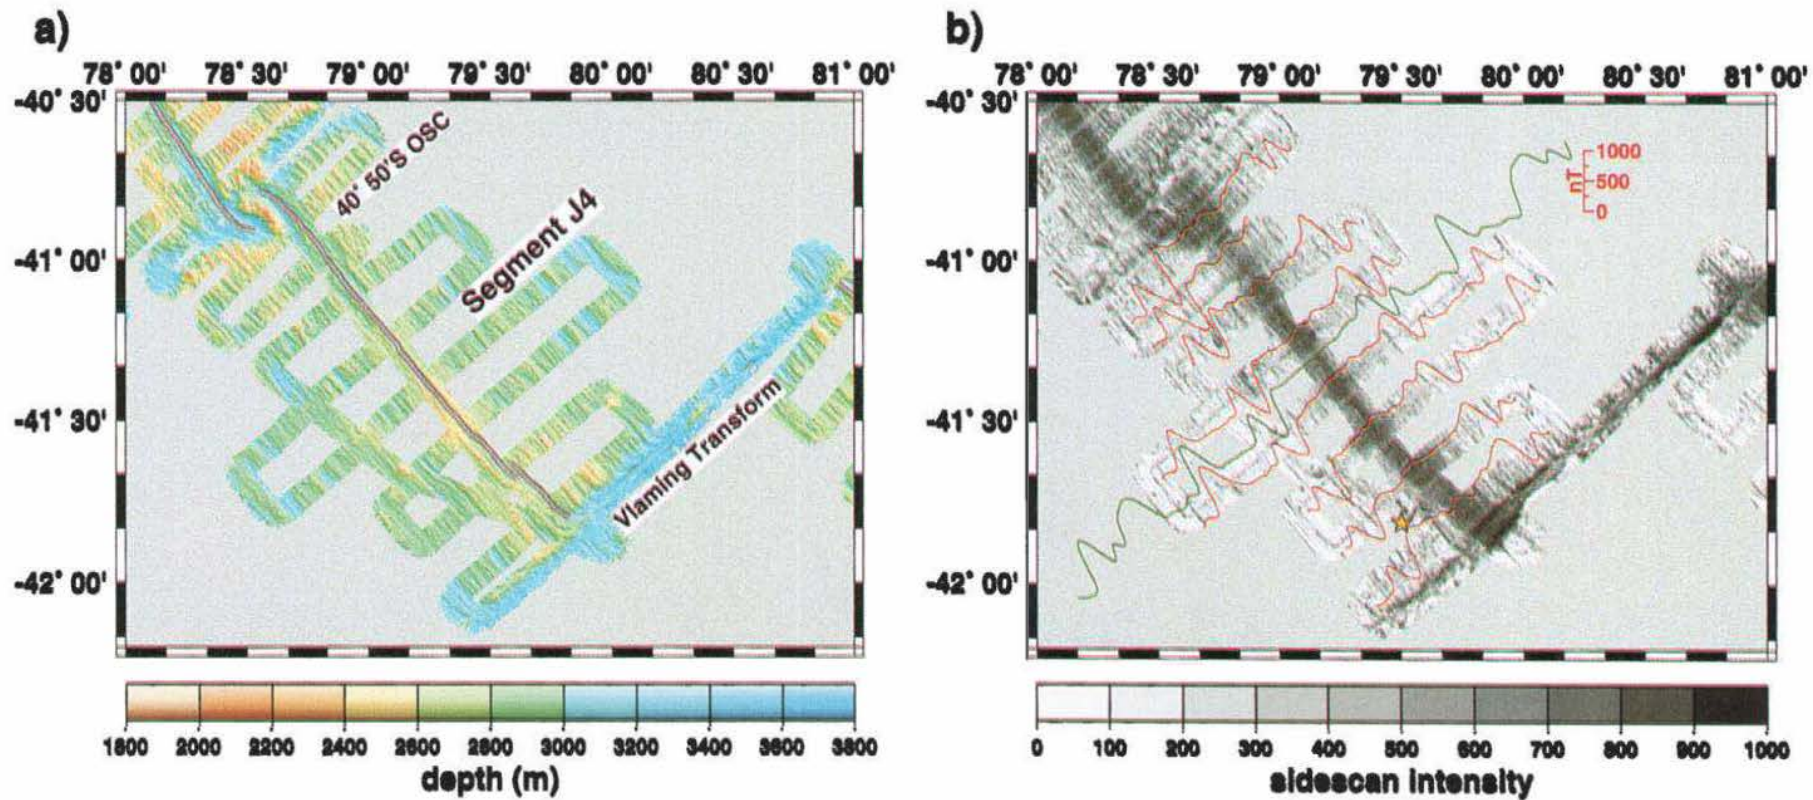 a)
78° 00' 78° 30' 79° 00' 79° 30' 80° 00' 80° 30' 81° 00'
-40° 30'
-41° 00'
-41° 30'
-42° 00'
40° 50'S OSC
Segment J4
Vlaming Transform
1800 2000 2200 2400 2600 2800 3000 3200 3400 3600 3800
depth (m)
b)
78° 00' 78° 30' 79° 00' 79° 30' 80° 00' 80° 30' 81° 00'
-40° 30'
-41° 00'
-41° 30'
-42° 00'
1000
500
0
nT
0 100 200 300 400 500 600 700 800 900 1000
sidescan intensity